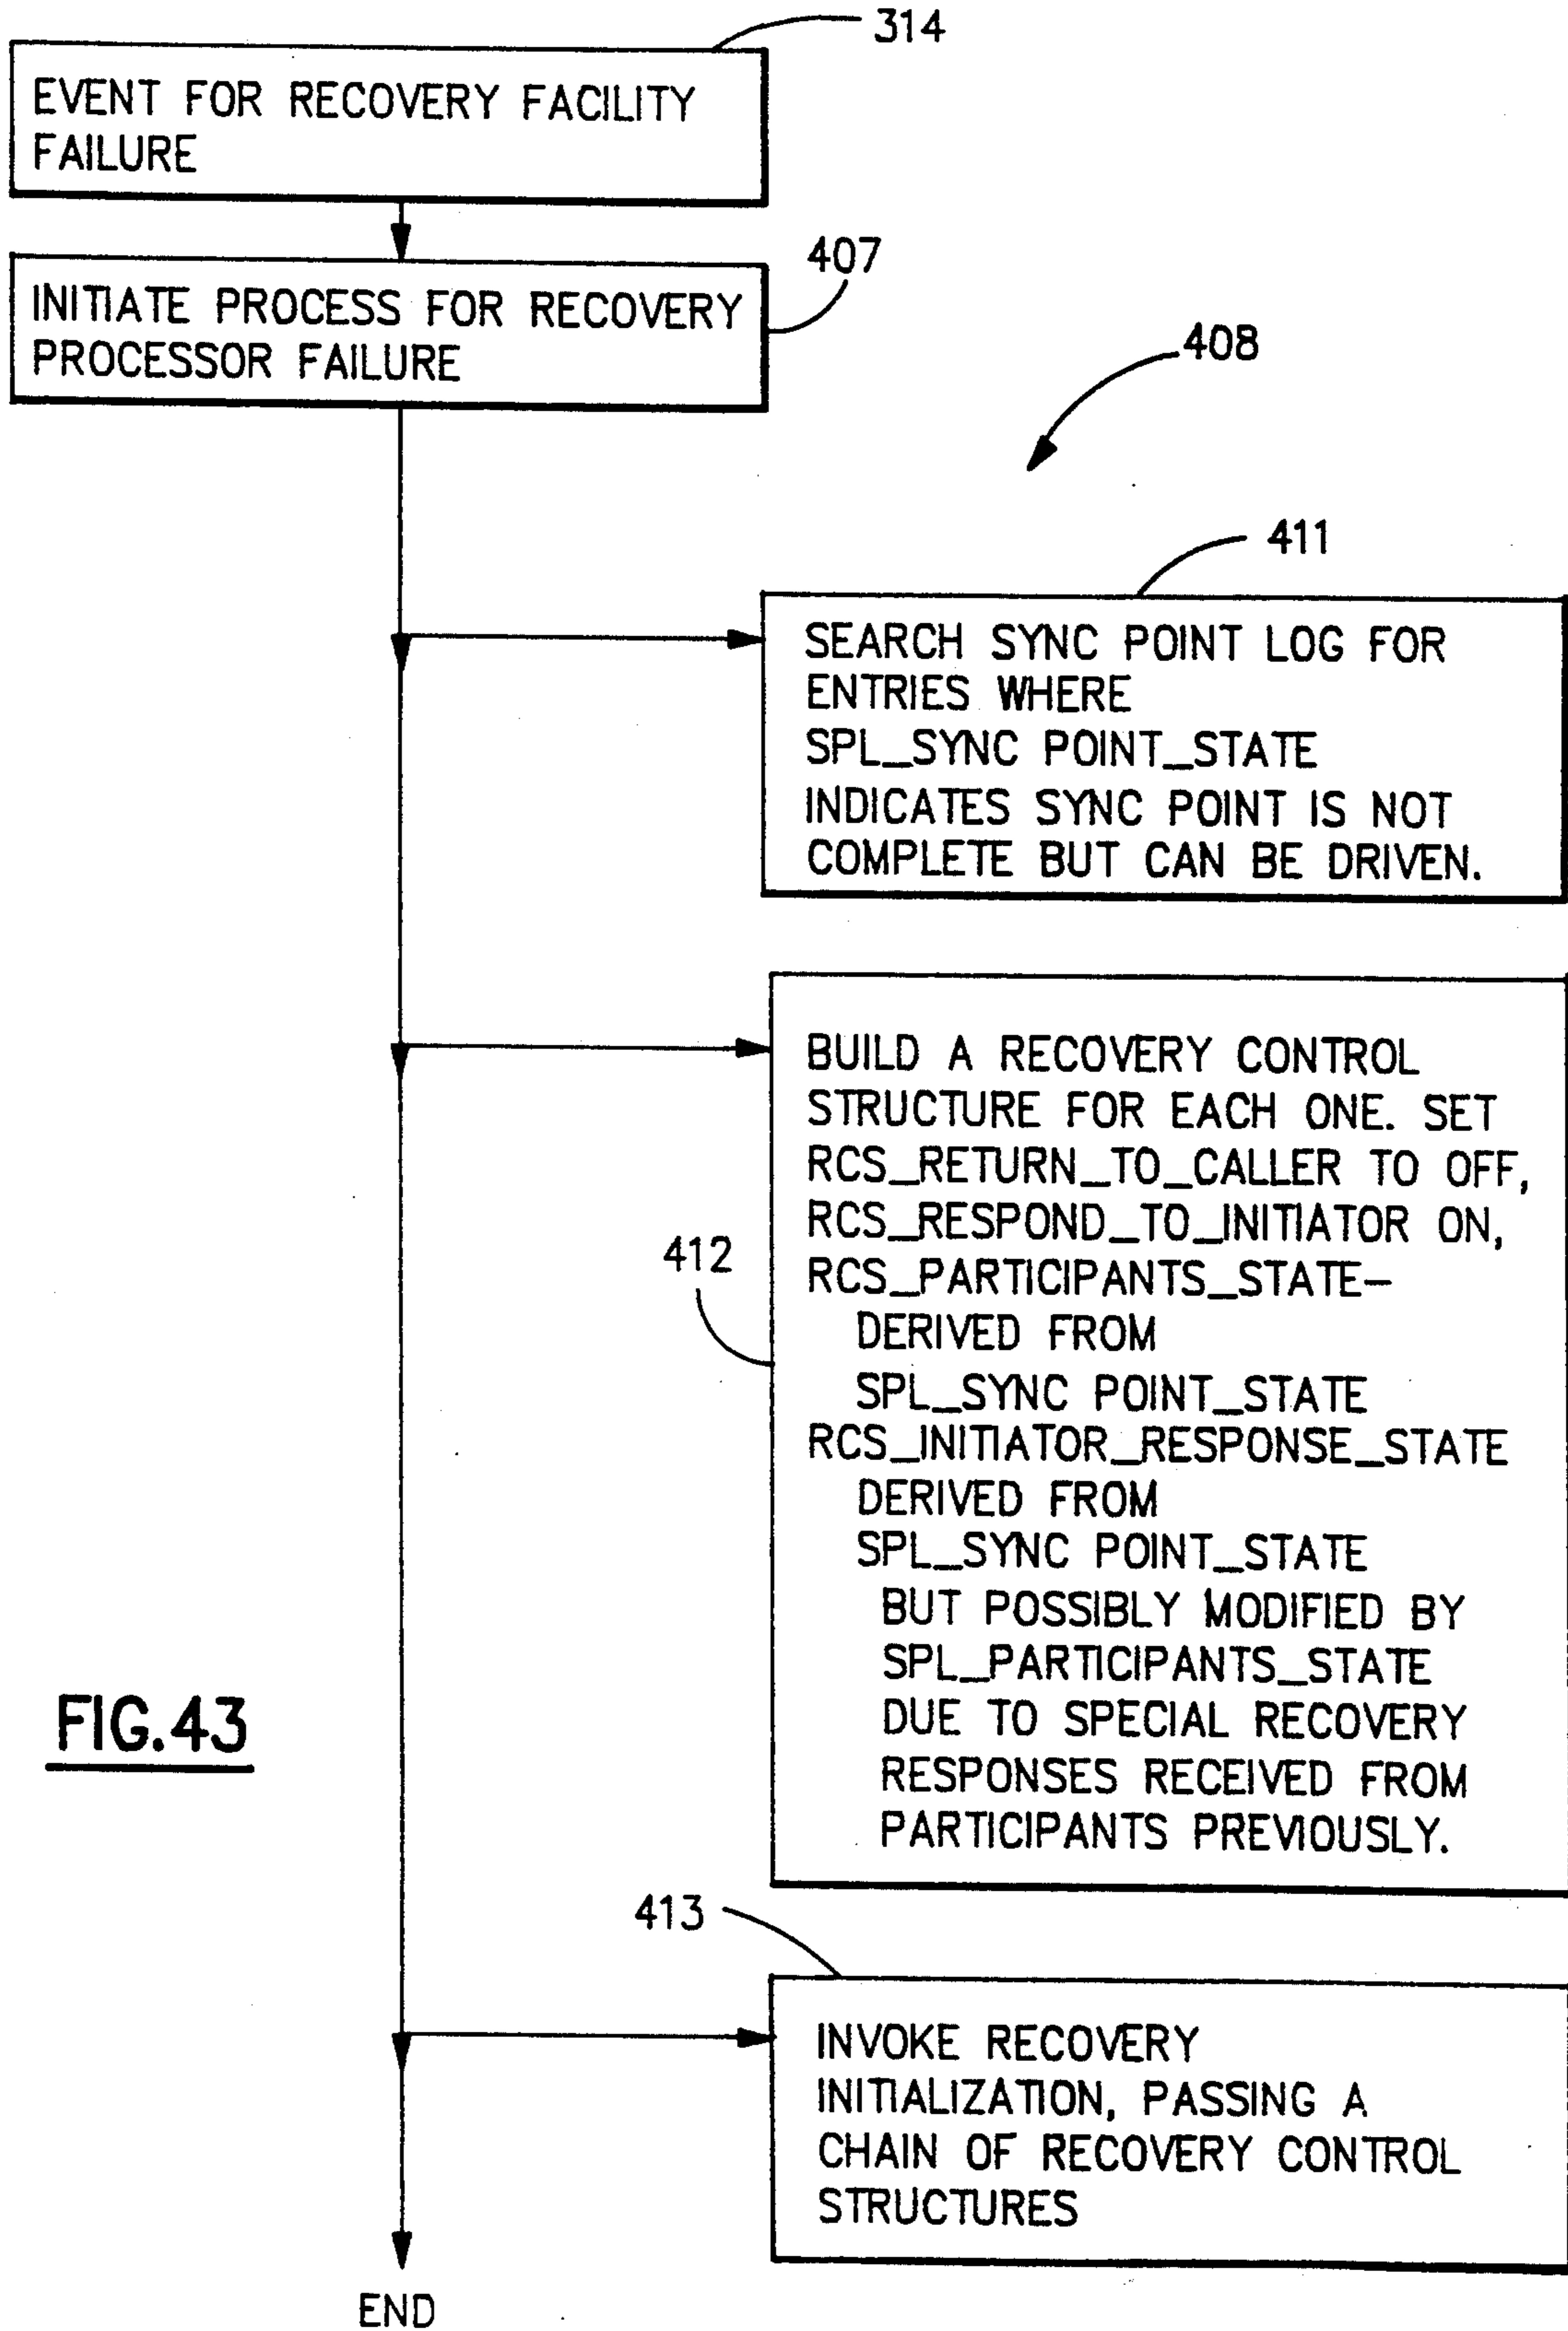 314
EVENT FOR RECOVERY FACILITY
FAILURE
407
INITIATE PROCESS FOR RECOVERY
PROCESSOR FAILURE
408
411
SEARCH SYNC POINT LOG FOR
ENTRIES WHERE
SPL_SYNC POINT_STATE
INDICATES SYNC POINT IS NOT
COMPLETE BUT CAN BE DRIVEN.
412
BUILD A RECOVERY CONTROL
STRUCTURE FOR EACH ONE. SET
RCS_RETURN_TO_CALLER TO OFF,
RCS_RESPOND_TO_INITIATOR ON,
RCS_PARTICIPANTS_STATE–
DERIVED FROM
SPL_SYNC POINT_STATE
RCS_INITIATOR_RESPONSE_STATE
DERIVED FROM
SPL_SYNC POINT_STATE
BUT POSSIBLY MODIFIED BY
SPL_PARTICIPANTS_STATE
DUE TO SPECIAL RECOVERY
RESPONSES RECEIVED FROM
PARTICIPANTS PREVIOUSLY.
FIG.43
413
INVOKE RECOVERY
INITIALIZATION, PASSING A
CHAIN OF RECOVERY CONTROL
STRUCTURES
END